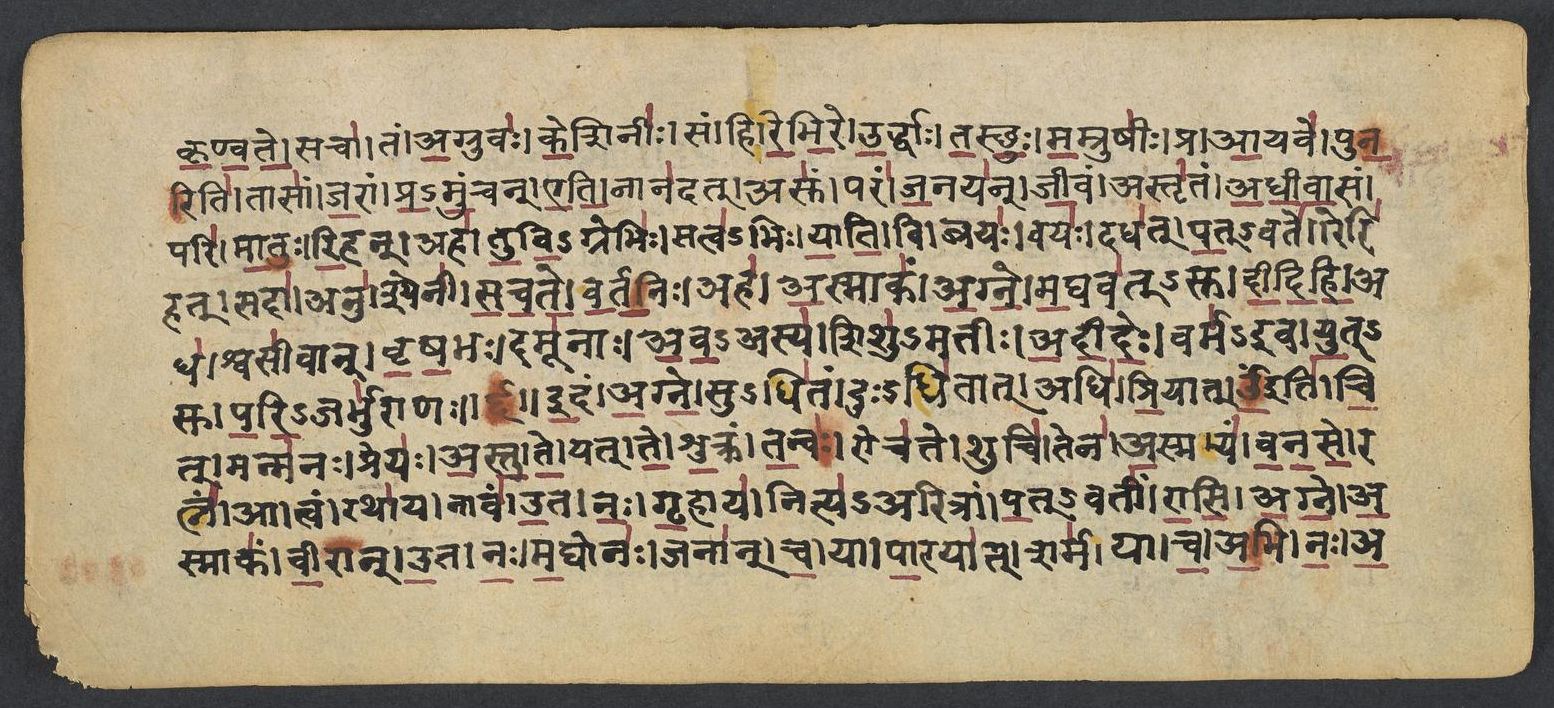 कृण्वते।सचा।तं।अग्रुवः।केशिनीः।सं।हि।रेभिरे।ऊर्द्ध्वाः।तस्थुः।मम्रुषीः।प्र।आयवे।पुन
रिति।तासां।जरां।प्रऽमुंचन्।एति।नानदत्।असुं।परं।जनयन्।जीवं।अस्तृतं।अधीवासं।
परि।मातुः।रिहन्।अह।तुविऽग्रेभिः।सत्वऽभिः।याति।वि।ज्रयः।वयः।दधत्।पत्ऽवते।रेरि
हत्।सदा।अनु।श्येनी।सचते।वर्तनिः।अह।अस्माकं।अग्ने।मघवत्ऽसु।दीदिहि।अ
ध।श्वसीवान्।वृषभः।दमूनाः।अवऽअस्य।शिशुऽमतीः।अदीदेः।वर्मऽइव।युत्ऽ
सु।परिऽजर्भुराणः॥ इदं।अग्ने।सुऽधितं।दुःऽधितात्।अधि।प्रियात्।ऊँइति।चि
त्।मन्मनः।प्रेयः।अस्तु।ते।यत्।ते।शुक्रं।तन्वः।रोचते।शुचि।तेन।अस्मभ्यं।वनसे।र
त्नं।आ।त्वं।रथाय।नावं।उत।नः।गृहाय।नित्यऽअरित्रां।पत्ऽवतीं।रासि।अग्ने।अ
स्माकं।वीरान्।उत।नः।मघोनः।जनान्।च।या।पारयात्।शर्म।या।च।अभि।नः।अ